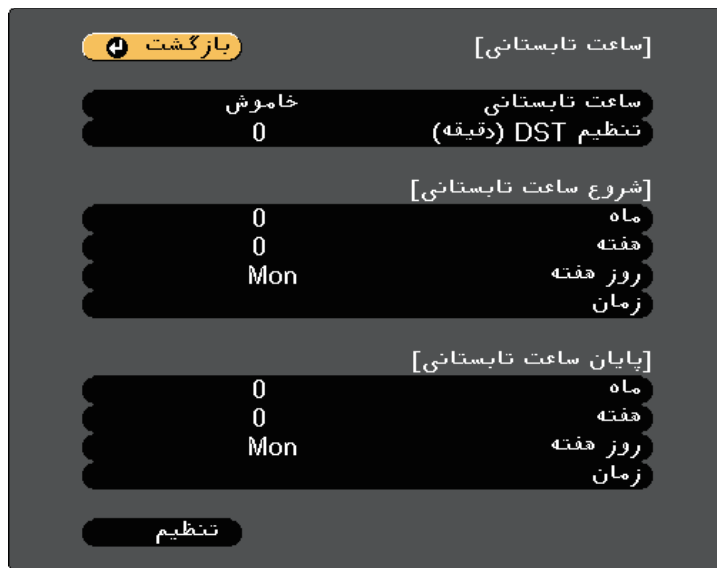 [ساعت تابستانی] بازگشت
ساعت تابستانی خاموش
تنظیم DST (دقیقه) 0
[شروع ساعت تابستانی]
ماه 0
هفته 0
روز هفته Mon
زمان
[پایان ساعت تابستانی]
ماه 0
هفته 0
روز هفته Mon
زمان
تنظیم